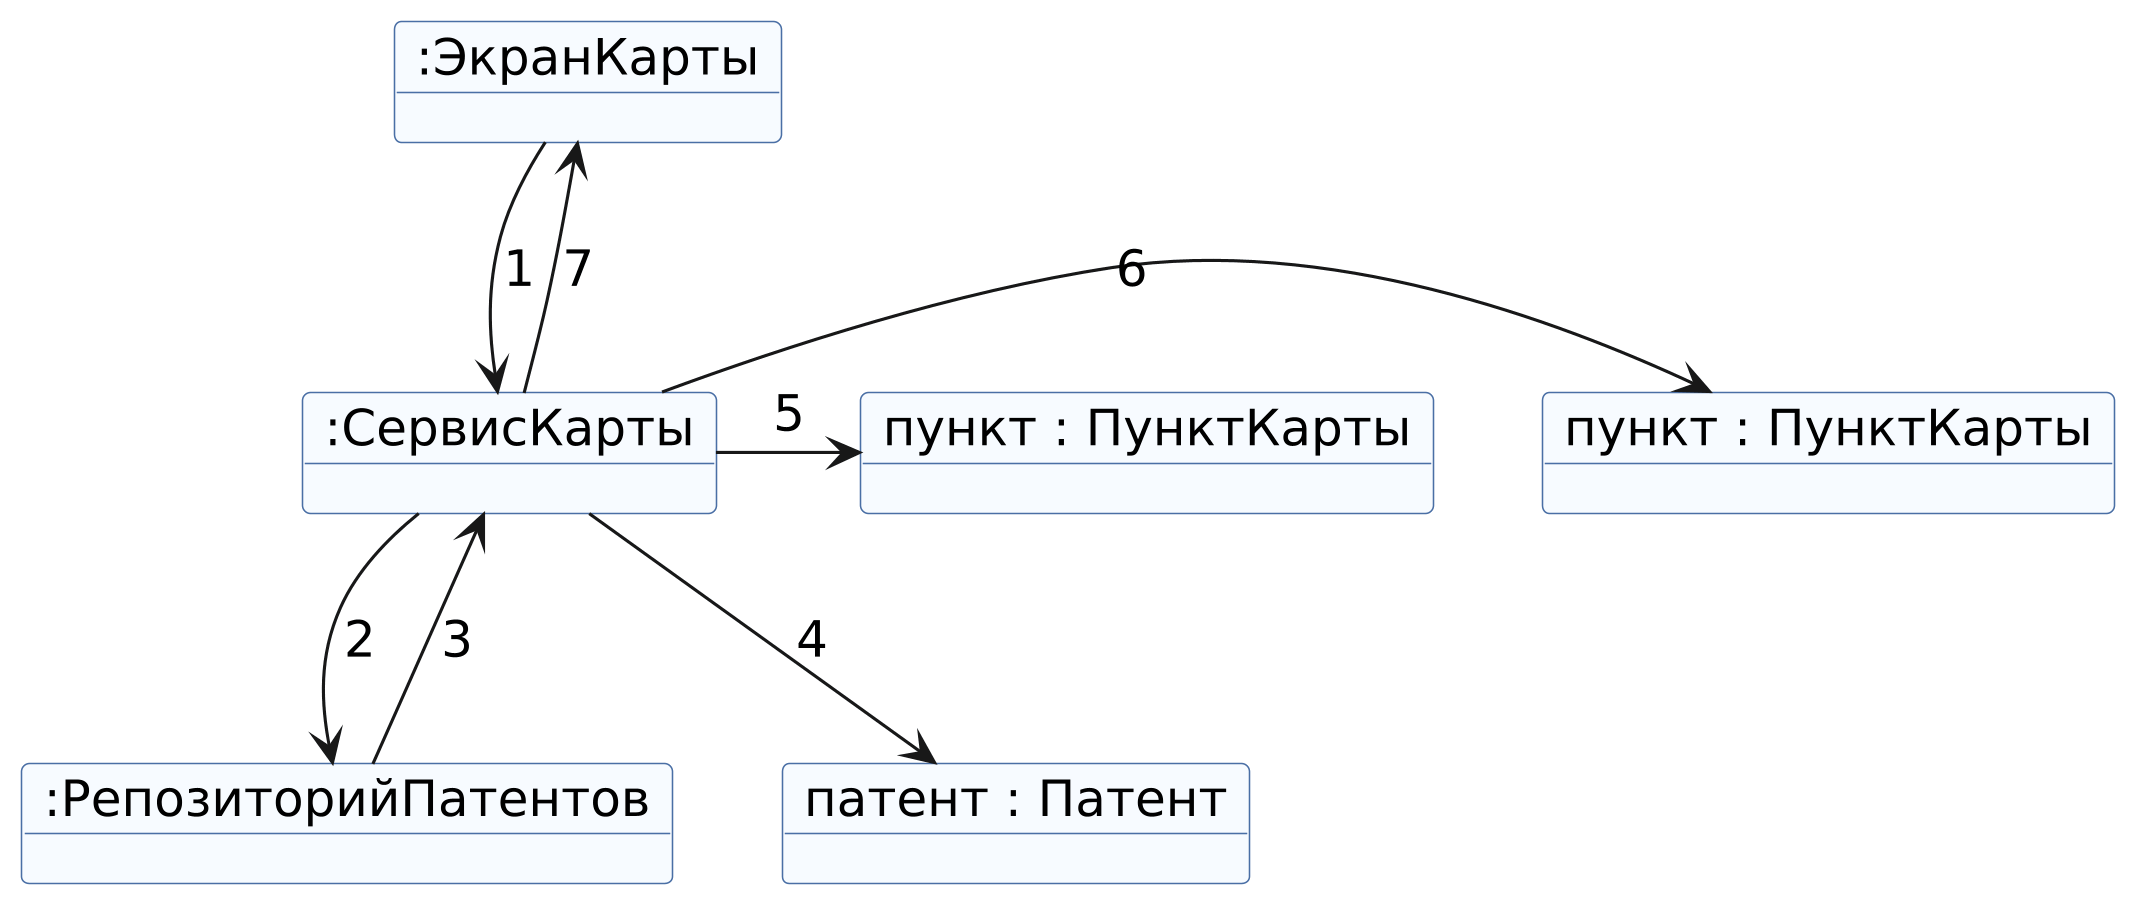 :ЭкранКарты
1
7
6
:СервисКарты
5
пункт : ПунктКарты
пункт : ПунктКарты
2
3
4
:РепозиторийПатентов
патент : Патент